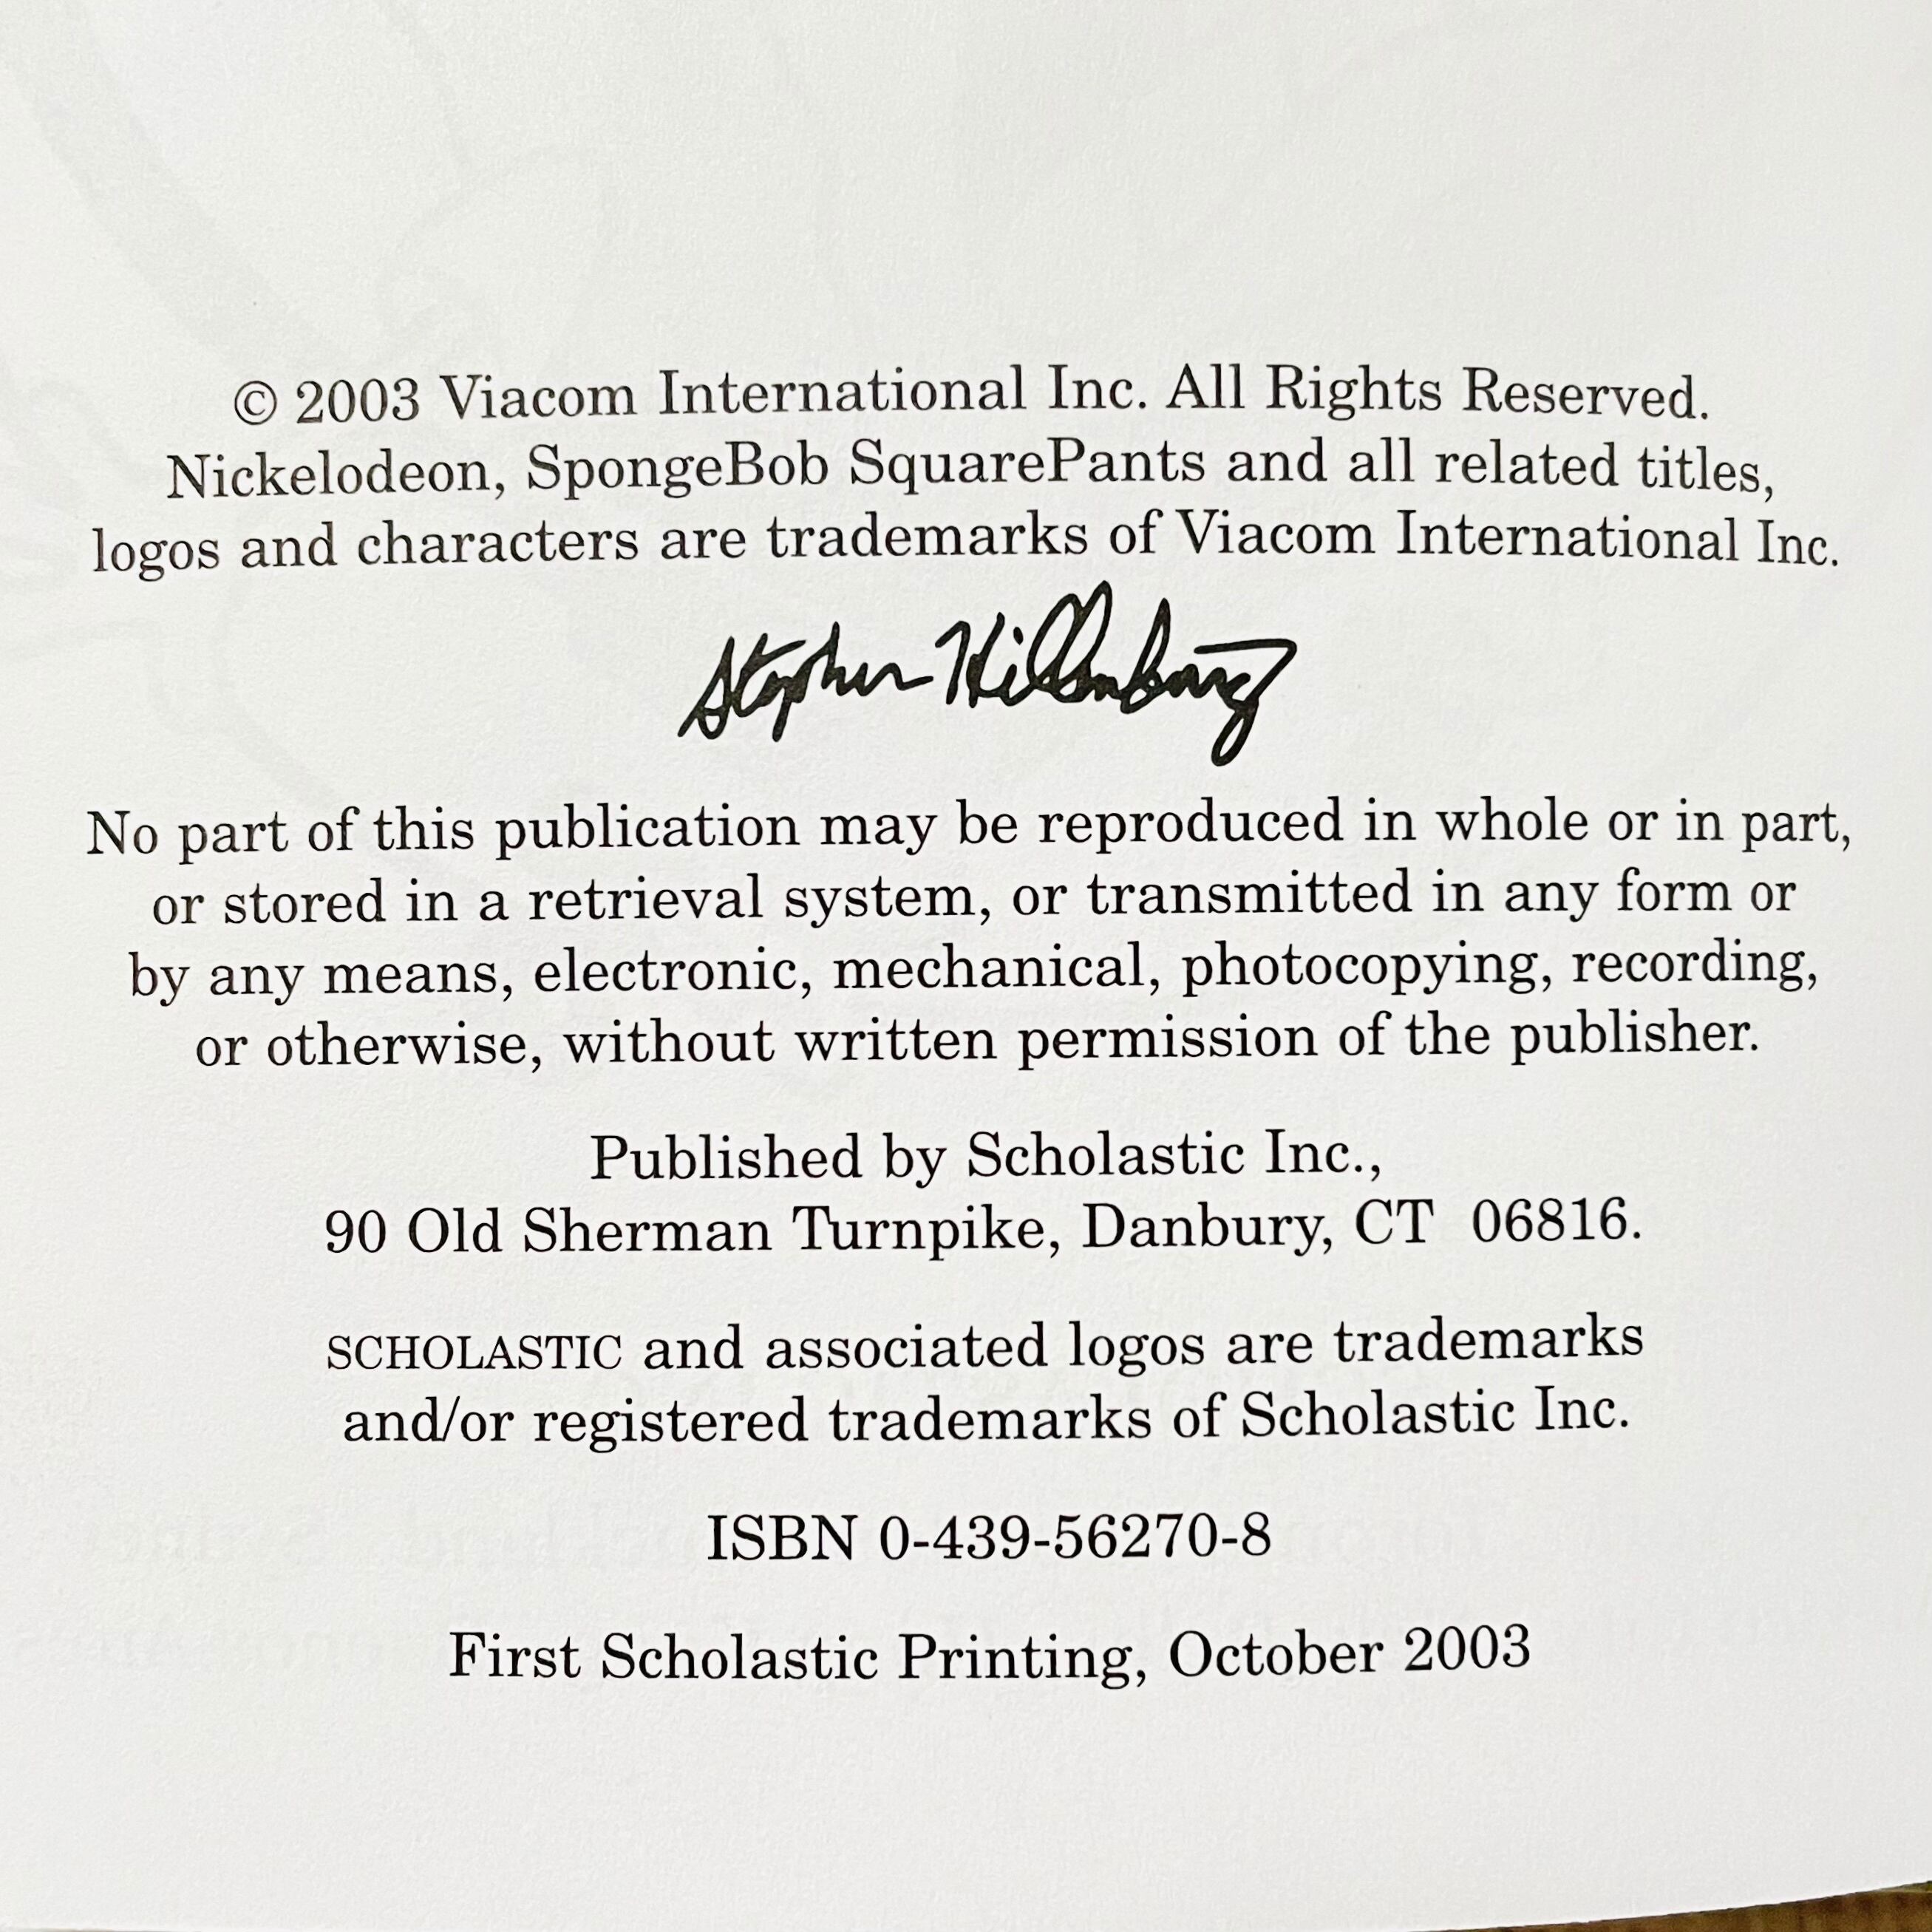 © 2003 Viacom International Inc. All Rights Reserved.
Nickelodeon, SpongeBob SquarePants and all related titles,
logos and characters are trademarks of Viacom International Inc.
Stephen Hillenburg
No part of this publication may be reproduced in whole or in part,
or stored in a retrieval system, or transmitted in any form or
by any means, electronic, mechanical, photocopying, recording,
or otherwise, without written permission of the publisher.
Published by Scholastic Inc.,
90 Old Sherman Turnpike, Danbury, CT 06816.
SCHOLASTIC and associated logos are trademarks
and/or registered trademarks of Scholastic Inc.
ISBN 0-439-56270-8
First Scholastic Printing, October 2003